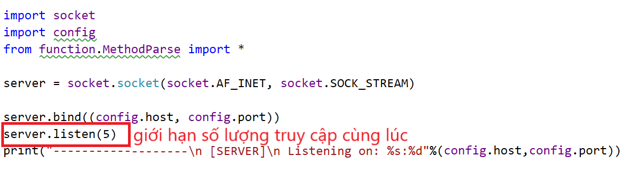 import socket
import config
from function.MethodParse import *
server = socket.socket(socket.AF_INET, socket.SOCK_STREAM)
server.bind((config.host, config.port))
server.listen(5) giới hạn số lượng truy cập cùng lúc
print("-------------------\n [SERVER]\n Listening on: %s:%d"%(config.host,config.port))